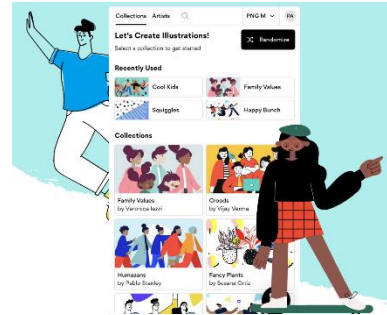 Collections Artists PNG M PA
Let's Create Illustrations!
Select a collection to get started
Randomize
Recently Used
Cool Kids Family Values
Squiggles Happy Bunch
Collections
Family Values Croods
by Veronica Iezzi by Vijay Verma
Humaaans Fancy Plants
by Pablo Stanley by Susana Ortiz